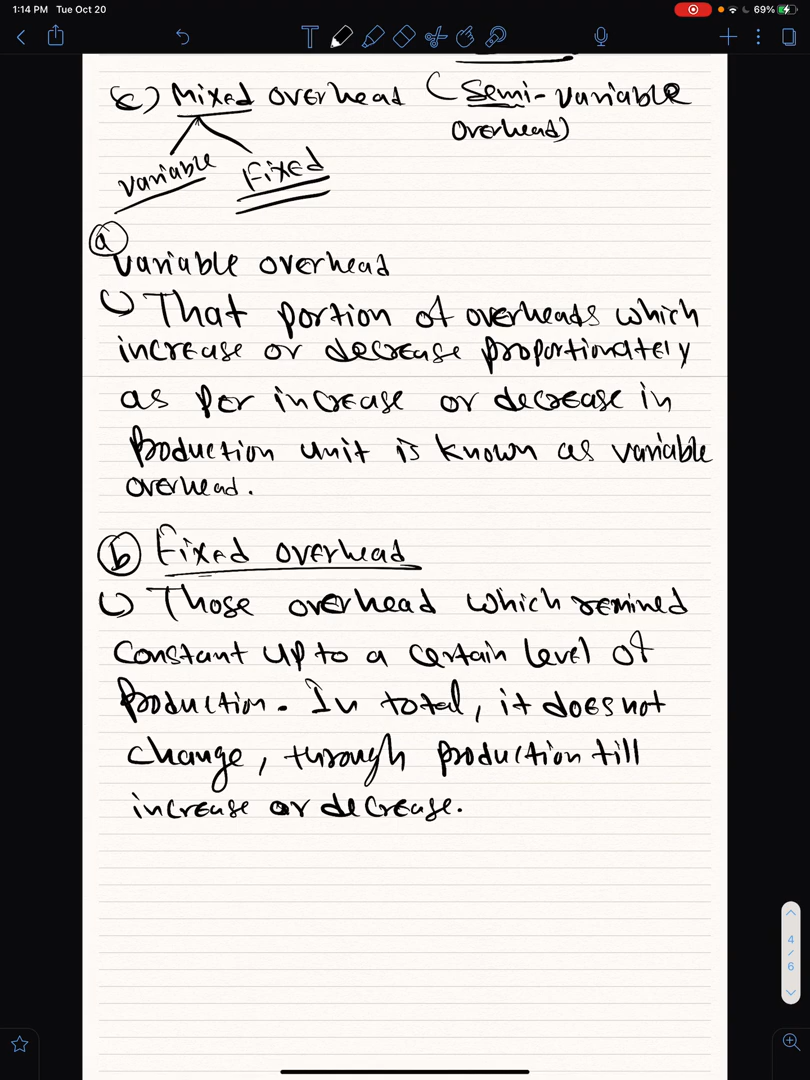 1:14 PM Tue Oct 20
69%
T
c) Mixed overhead (Semi-variable
overhead)
variable Fixed
a
variable overhead
That portion of overheads which
increase or decrease proportionately
as per increase or decrease in
production unit is known as variable
overhead.
b Fixed overhead
Those overhead which remined
constant up to a certain level of
production. In total, it does not
change, through production till
increase or decrease.
4
/
6